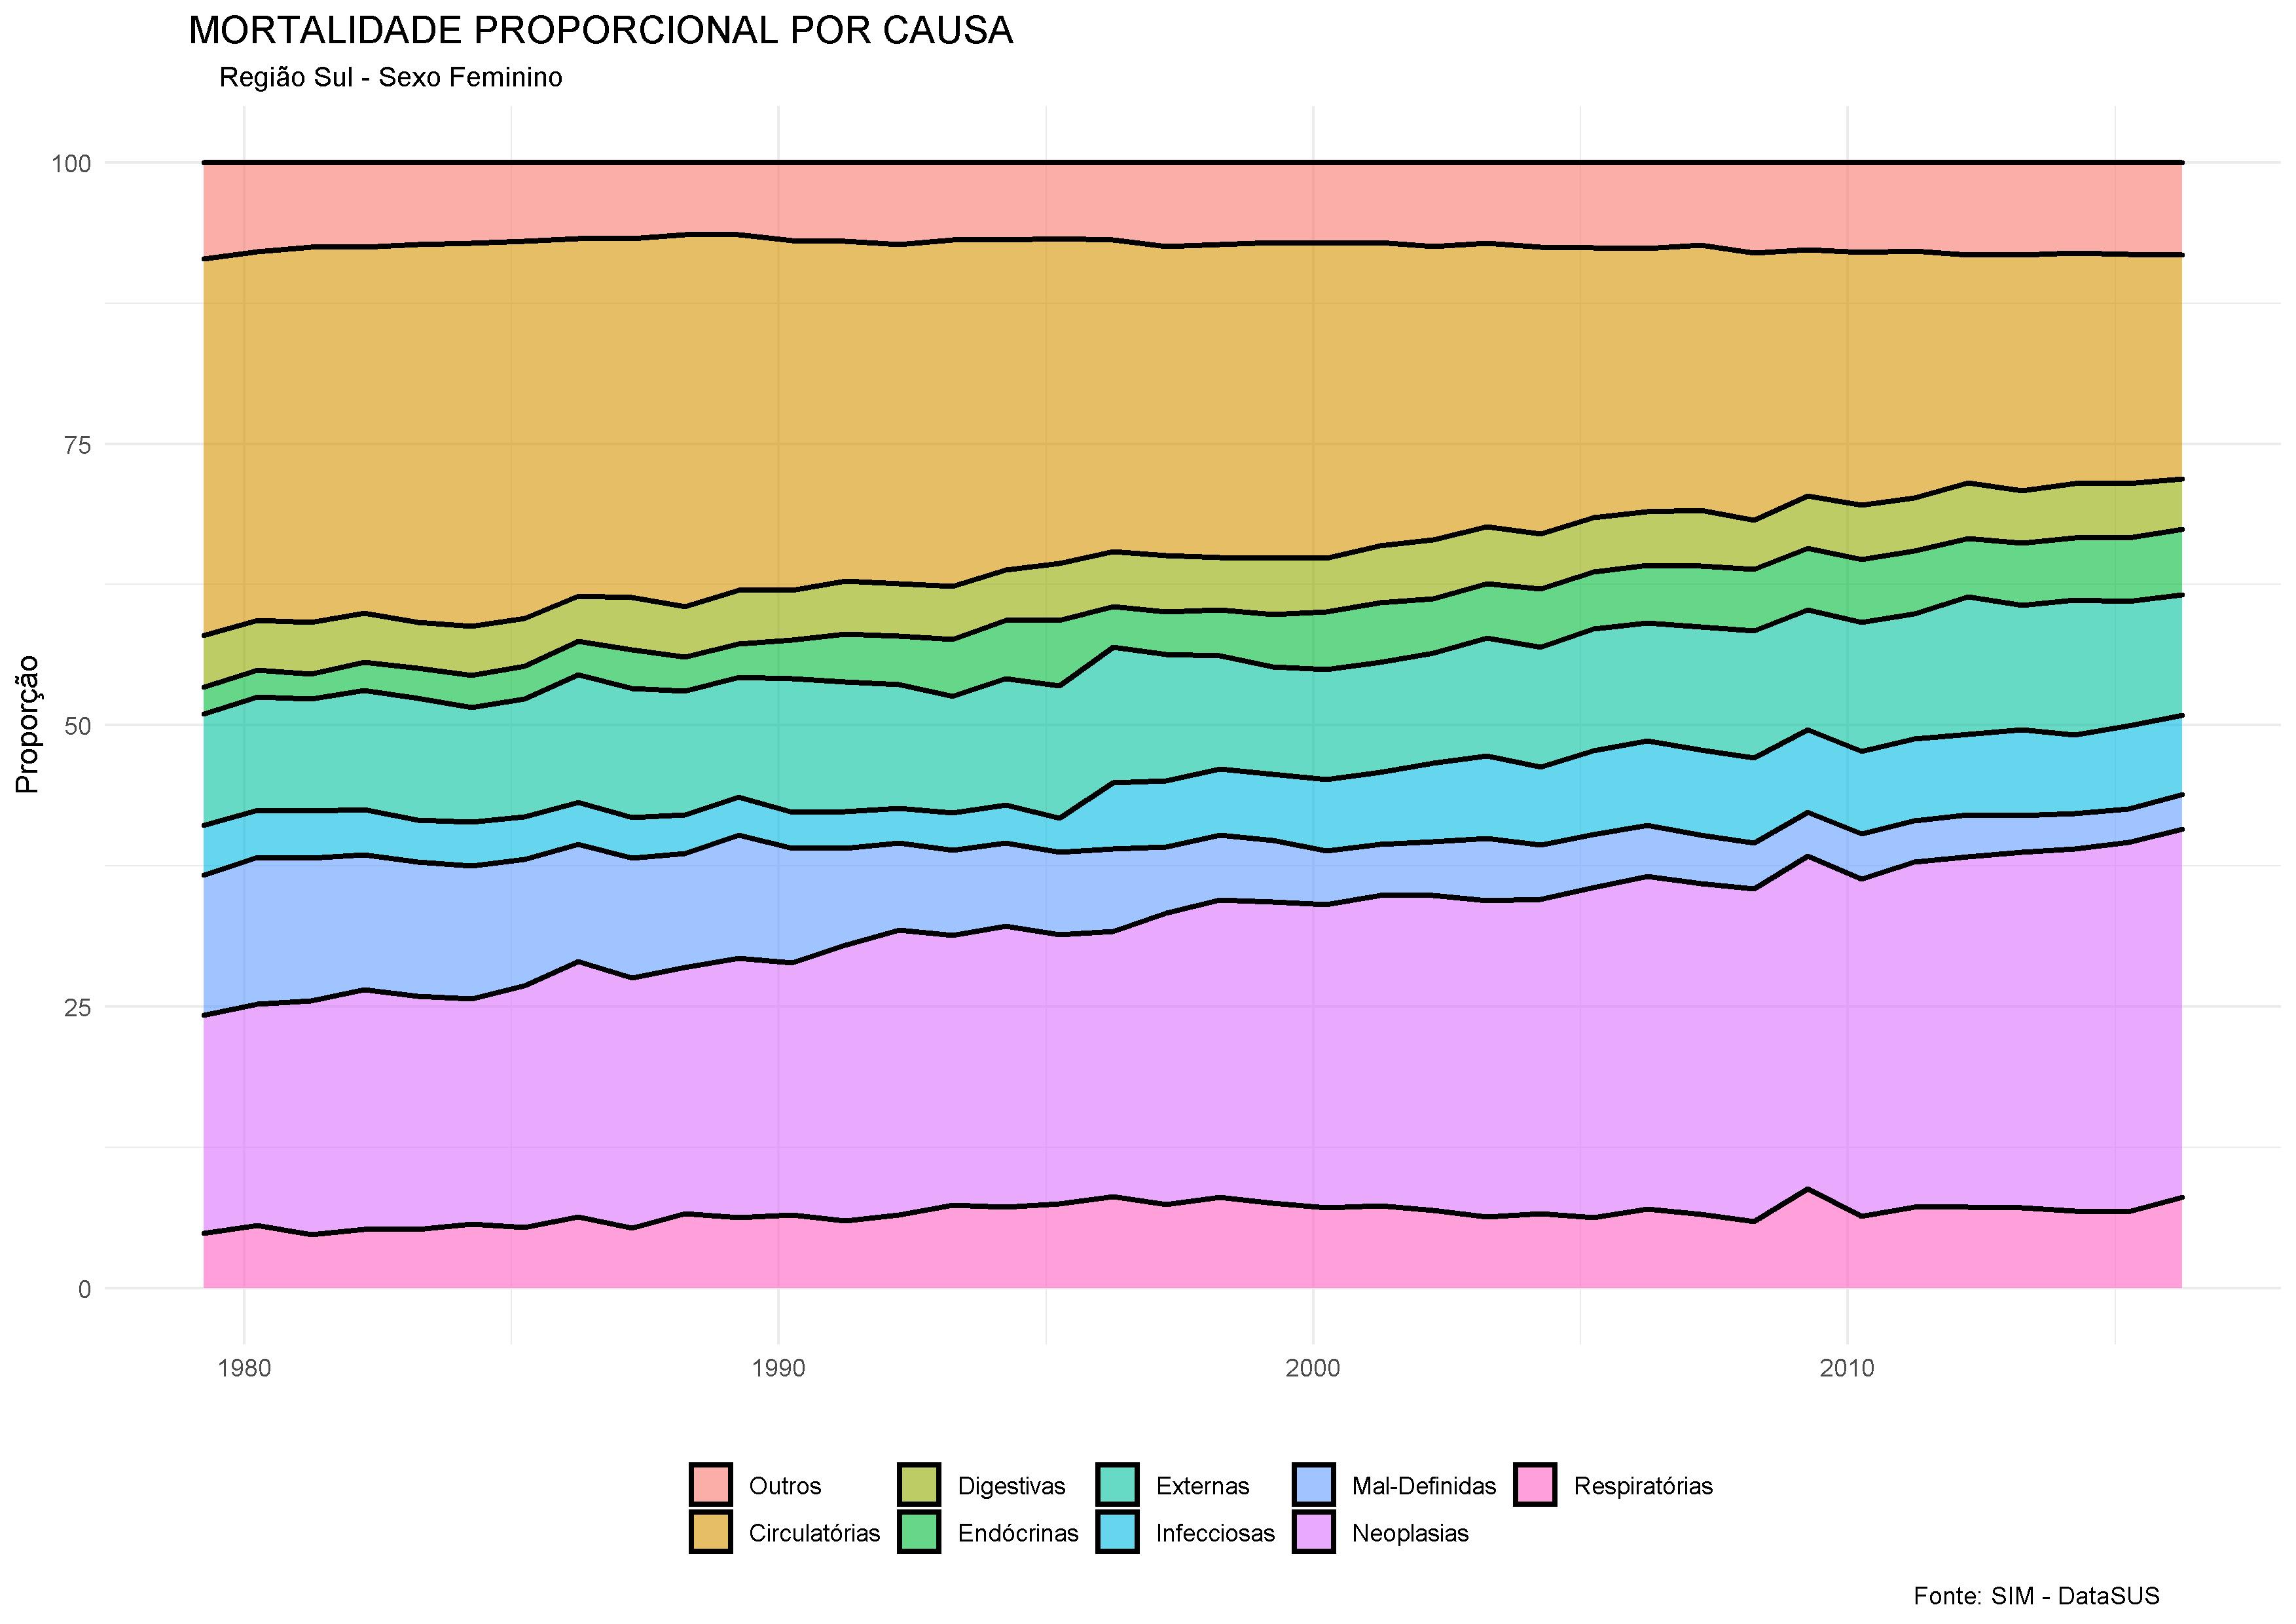 MORTALIDADE PROPORCIONAL POR CAUSA
Região Sul - Sexo Feminino
Proporção
100
75
50
25
0
1980 1990 2000 2010
Outros Digestivas Externas Mal-Definidas Respiratórias
Circulatórias Endócrinas Infecciosas Neoplasias
Fonte: SIM - DataSUS